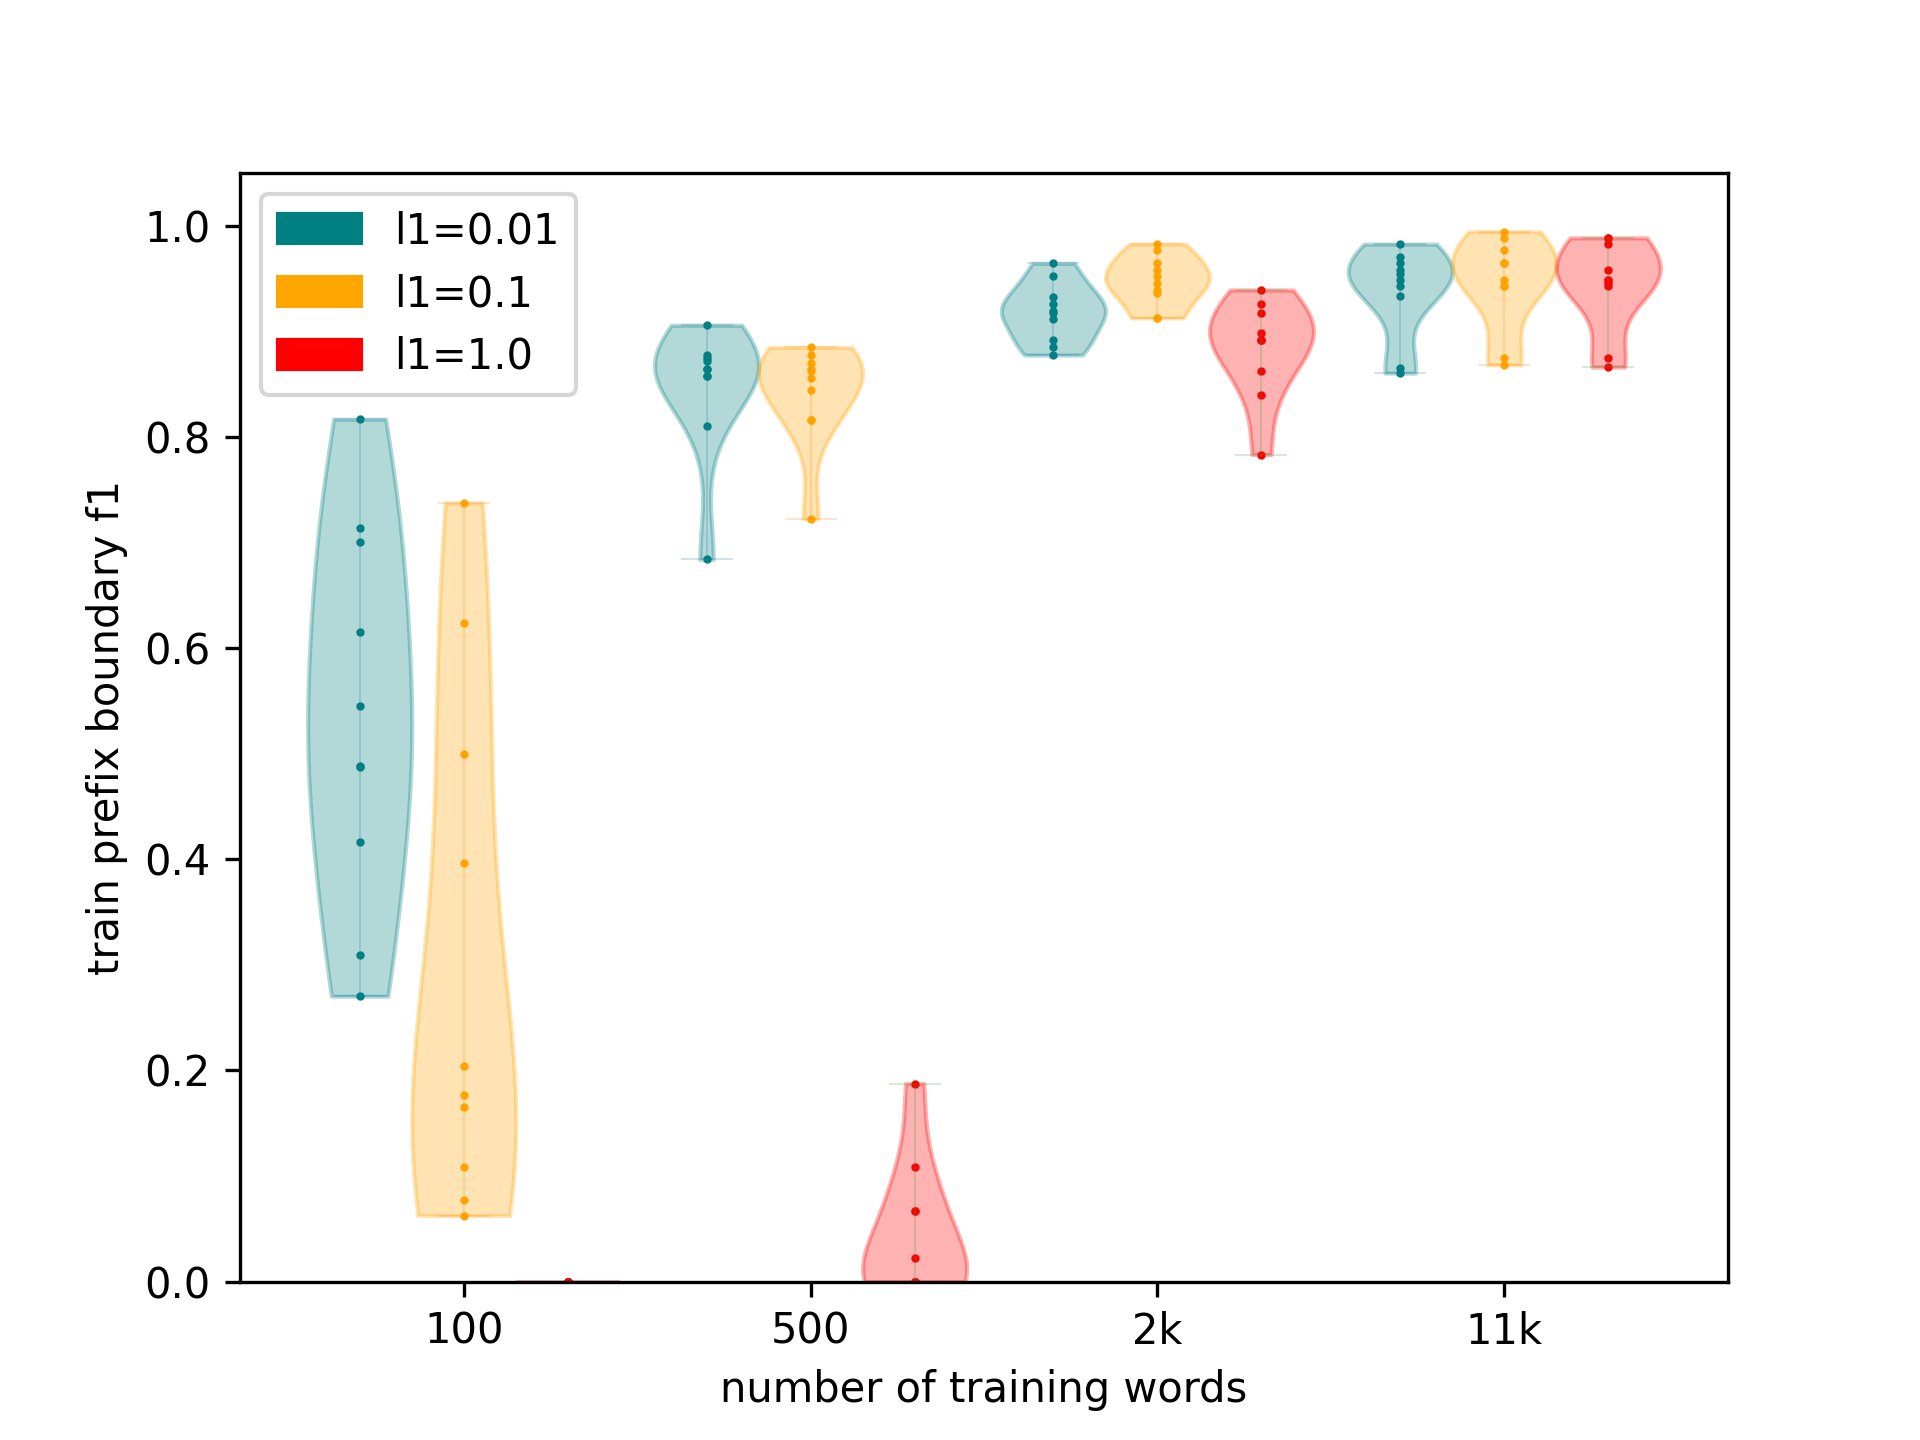 l1=0.01
l1=0.1
l1=1.0
1.0
0.8
0.6
0.4
0.2
0.0
train prefix boundary f1
100 500 2k 11k
number of training words